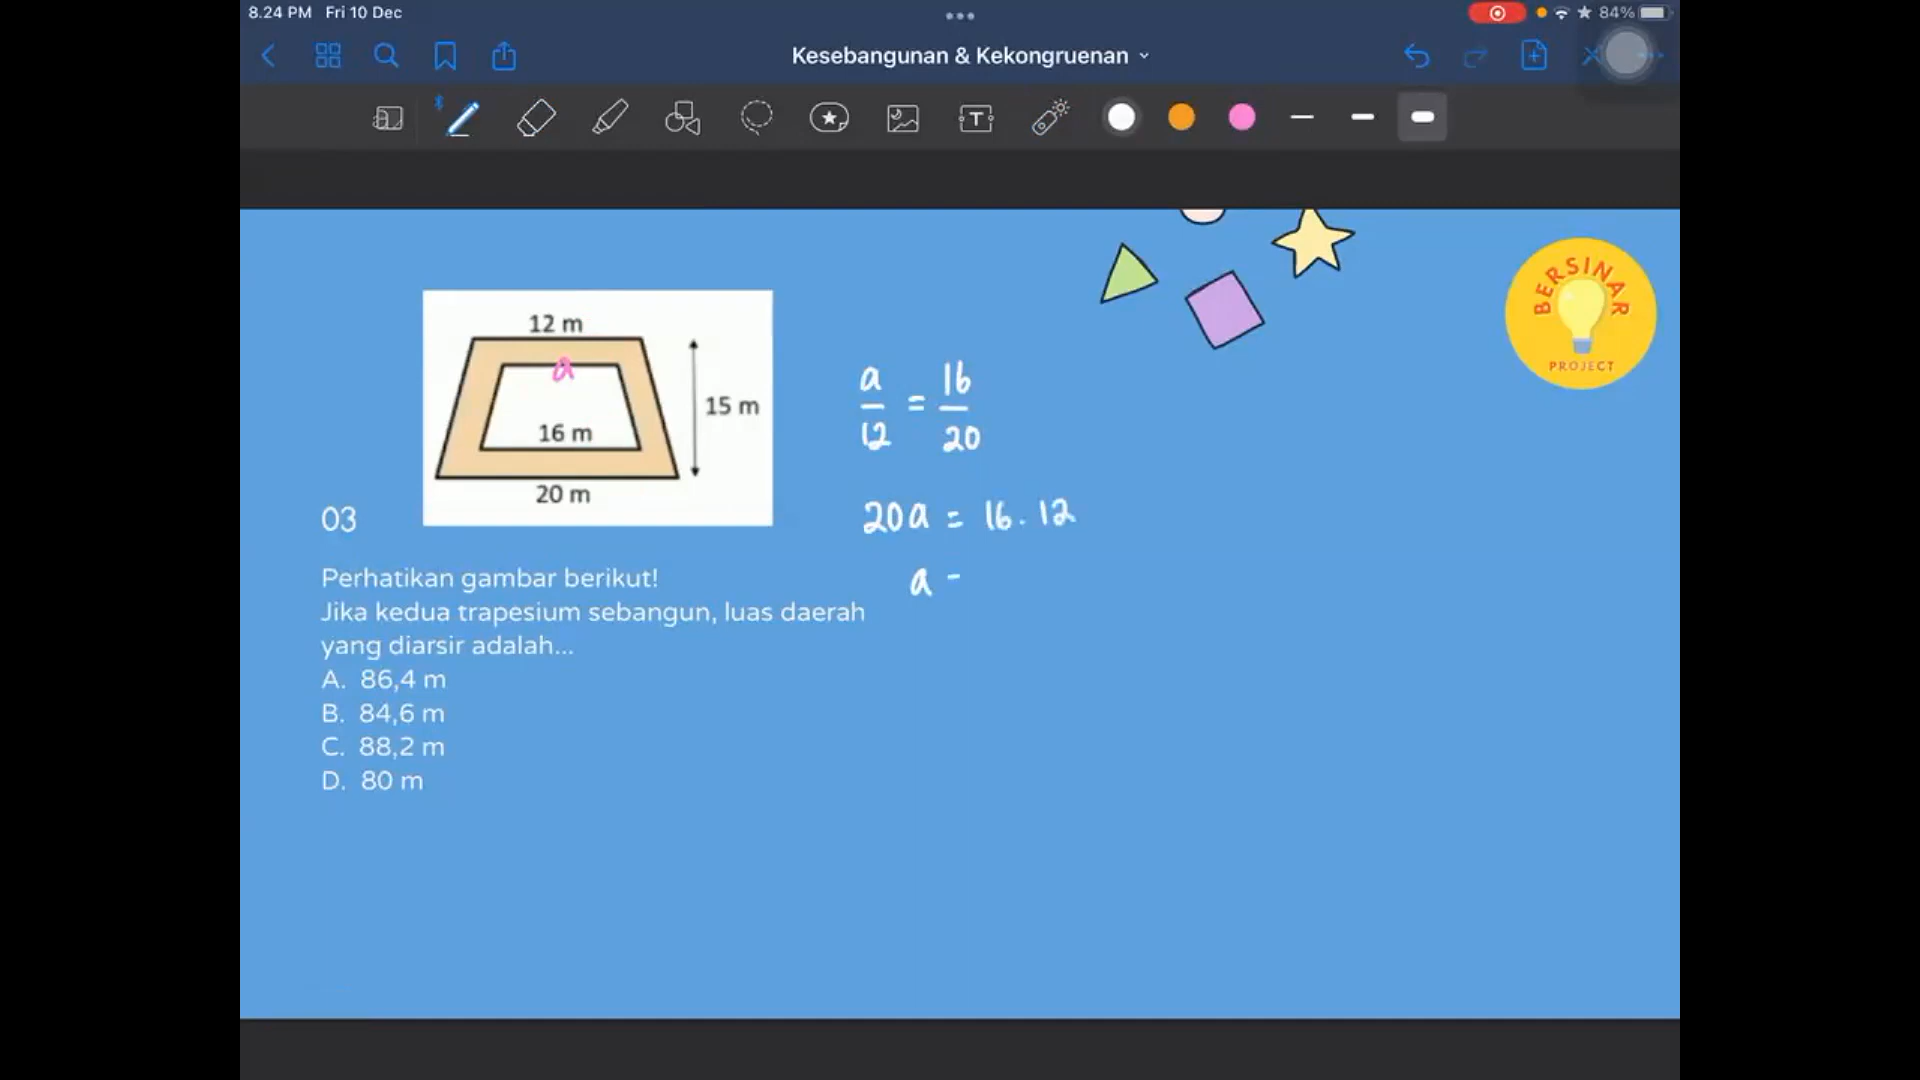 8.24 PM Fri 10 Dec
84%
Kesebangunan & Kekongruenan
T
BERSINAR
PROJECT
12 m
a
15 m
16 m
20 m
a/12 = 16/20
20a = 16 . 12
a -
03
Perhatikan gambar berikut!
Jika kedua trapesium sebangun, luas daerah
yang diarsir adalah...
A. 86,4 m
B. 84,6 m
C. 88,2 m
D. 80 m